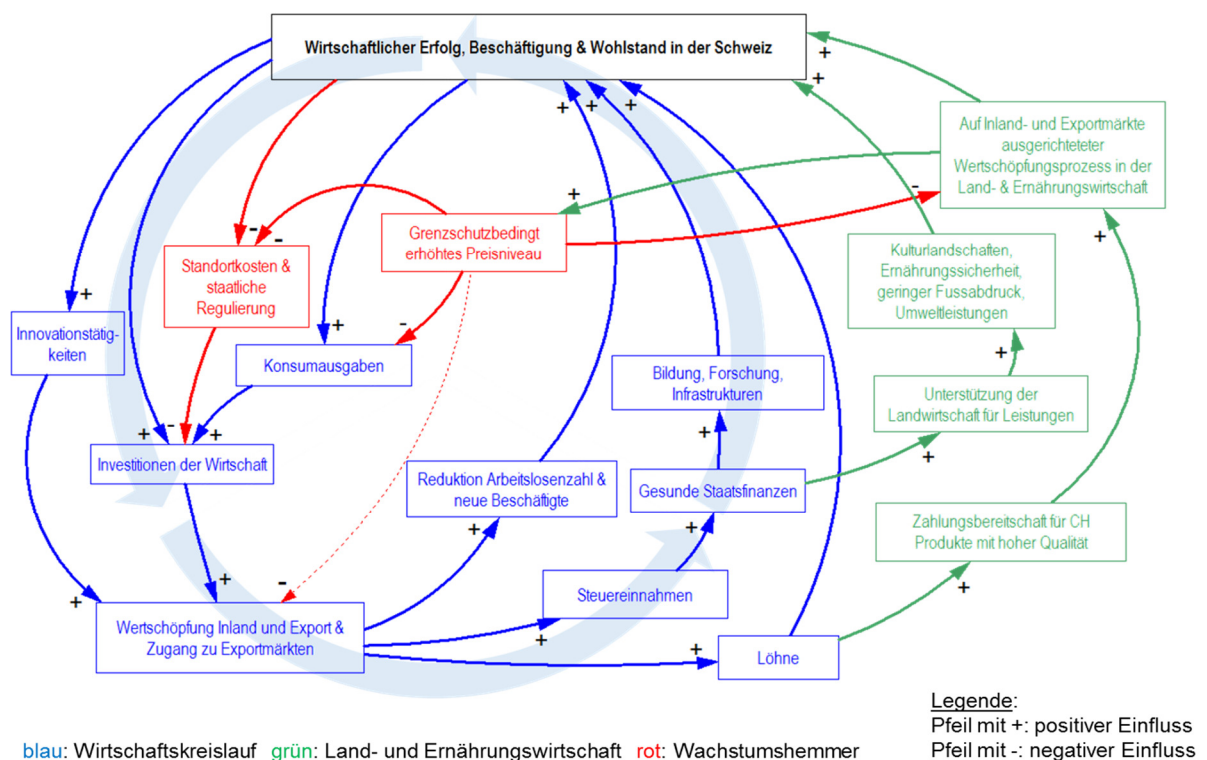 Wirtschaftlicher Erfolg, Beschäftigung & Wohlstand in der Schweiz
+
+
+
+
+
Auf Inland- und Exportmärkte
ausgerichteteter
Wertschöpfungsprozess in der
Land- & Ernährungswirtschaft
-
+
+
Grenzschutzbedingt
erhöhtes Preisniveau
-
-
Standortkosten &
staatliche
Regulierung
Kulturlandschaften,
Ernährungssicherheit,
geringer Fussabdruck,
Umweltleistungen
+
Innovationstätig-
keiten
+
-
Konsumausgaben
+
Bildung, Forschung,
Infrastrukturen
Unterstützung der
Landwirtschaft für Leistungen
+
-
+
+
+
Investitionen der Wirtschaft
Reduktion Arbeitslosenzahl &
neue Beschäftigte
Gesunde Staatsfinanzen
+
+
Zahlungsbereitschaft für CH
Produkte mit hoher Qualität
+
-
+
+
Steuereinnahmen
Wertschöpfung Inland und Export &
Zugang zu Exportmärkten
+
+
Löhne
Legende:
Pfeil mit +: positiver Einfluss
Pfeil mit -: negativer Einfluss
blau: Wirtschaftskreislauf grün: Land- und Ernährungswirtschaft rot: Wachstumshemmer